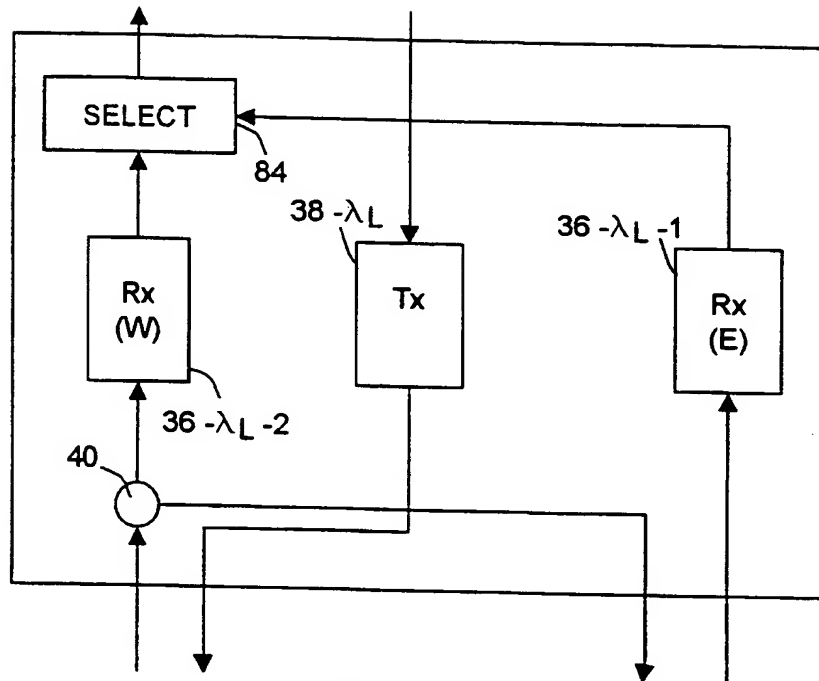 SELECT
84
38-λL
36-λL-1
Rx
(W)
Tx
Rx
(E)
36-λL-2
40